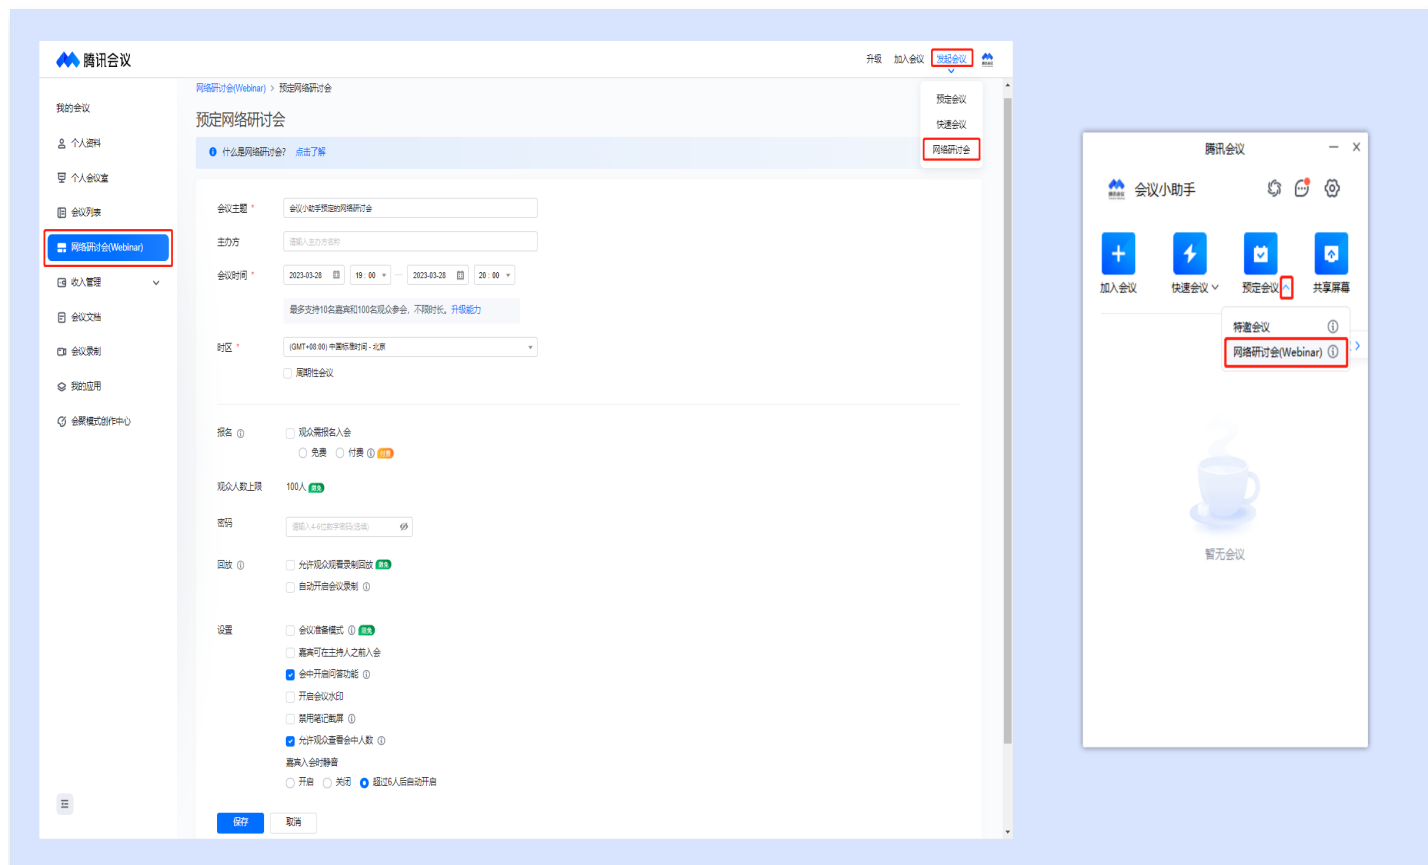 腾讯会议
升级 加入会议 发起会议
预定会议
快速会议
网络研讨会
我的会议
个人资料
个人会议室
会议列表
网络研讨会(Webinar)
收入管理
会议文档
会议录制
我的应用
会聚模式创作中心
网络研讨会(Webinar) > 预定网络研讨会
预定网络研讨会
什么是网络研讨会? 点击了解
会议主题 * 会议小助手预定的网络研讨会
主办方 请输入主办方名称
会议时间 * 2023-03-28 19:00 — 2023-03-28 20:00
最多支持10名嘉宾和100名观众参会，不限时长。升级能力
时区 * (GMT+08:00) 中国标准时间 - 北京
周期性会议
报名 观众需报名入会
免费 付费 付费
观众人数上限 100人 限免
密码 请输入4-6位数字密码(选填)
回放 允许观众观看录制回放 限免
自动开启会议录制
设置 会议准备模式 限免
嘉宾可在主持人之前入会
会中开启问答功能
开启会议水印
禁用笔记截屏
允许观众查看会中人数
嘉宾入会时静音
开启 关闭 超过6人后自动开启
保存 取消
腾讯会议
会议小助手
加入会议 快速会议 预定会议 共享屏幕
特邀会议
网络研讨会(Webinar)
暂无会议